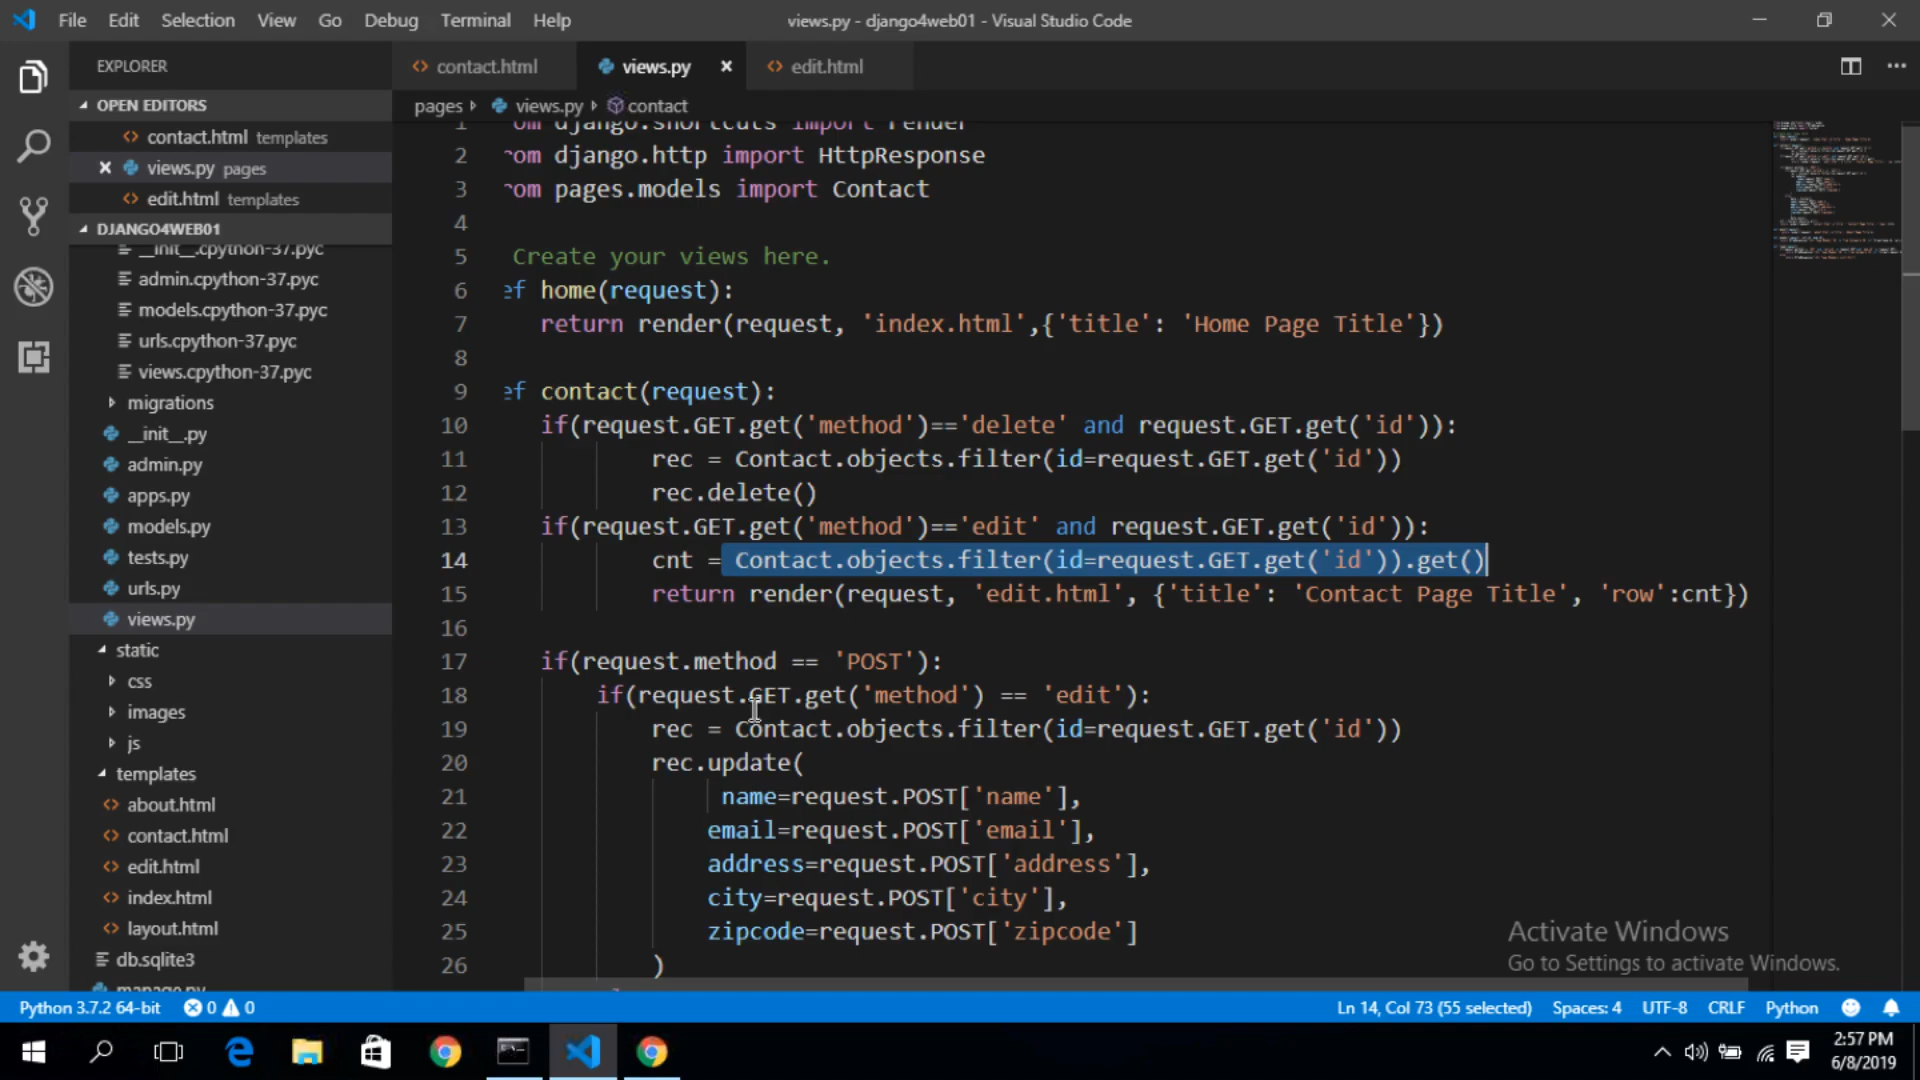 File Edit Selection View Go Debug Terminal Help
views.py - django4web01 - Visual Studio Code
EXPLORER
OPEN EDITORS
contact.html templates
views.py pages
edit.html templates
DJANGO4WEB01
__init__.cpython-37.pyc
admin.cpython-37.pyc
models.cpython-37.pyc
urls.cpython-37.pyc
views.cpython-37.pyc
migrations
__init__.py
admin.py
apps.py
models.py
tests.py
urls.py
views.py
static
css
images
js
templates
about.html
contact.html
edit.html
index.html
layout.html
db.sqlite3
manage.py
contact.html views.py edit.html
pages views.py contact
1 om django.shortcuts import render
2 rom django.http import HttpResponse
3 rom pages.models import Contact
4
5 Create your views here.
6 ef home(request):
7 return render(request, 'index.html',{'title': 'Home Page Title'})
8
9 ef contact(request):
10 if(request.GET.get('method')=='delete' and request.GET.get('id')):
11 rec = Contact.objects.filter(id=request.GET.get('id'))
12 rec.delete()
13 if(request.GET.get('method')=='edit' and request.GET.get('id')):
14 cnt = Contact.objects.filter(id=request.GET.get('id')).get()
15 return render(request, 'edit.html', {'title': 'Contact Page Title', 'row':cnt})
16
17 if(request.method == 'POST'):
18 if(request.GET.get('method') == 'edit'):
19 rec = Contact.objects.filter(id=request.GET.get('id'))
20 rec.update(
21 name=request.POST['name'],
22 email=request.POST['email'],
23 address=request.POST['address'],
24 city=request.POST['city'],
25 zipcode=request.POST['zipcode']
26 )
Activate Windows
Go to Settings to activate Windows.
Python 3.7.2 64-bit 0 0
Ln 14, Col 73 (55 selected) Spaces: 4 UTF-8 CRLF Python
2:57 PM
6/8/2019